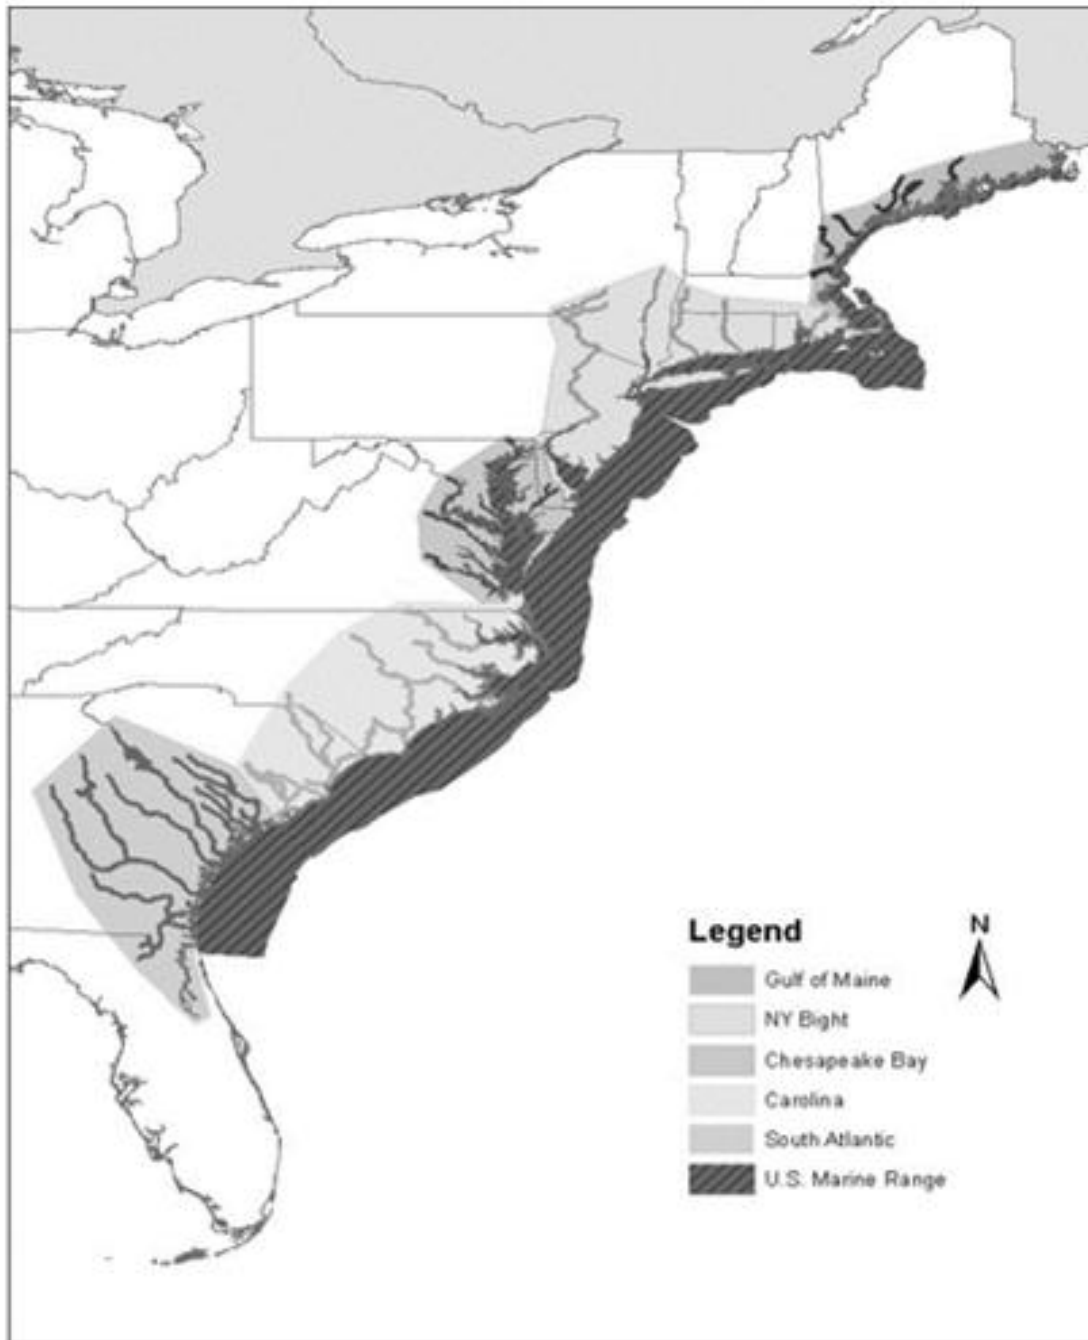 Legend
N
Gulf of Maine
NY Bight
Chesapeake Bay
Carolina
South Atlantic
U.S. Marine Range